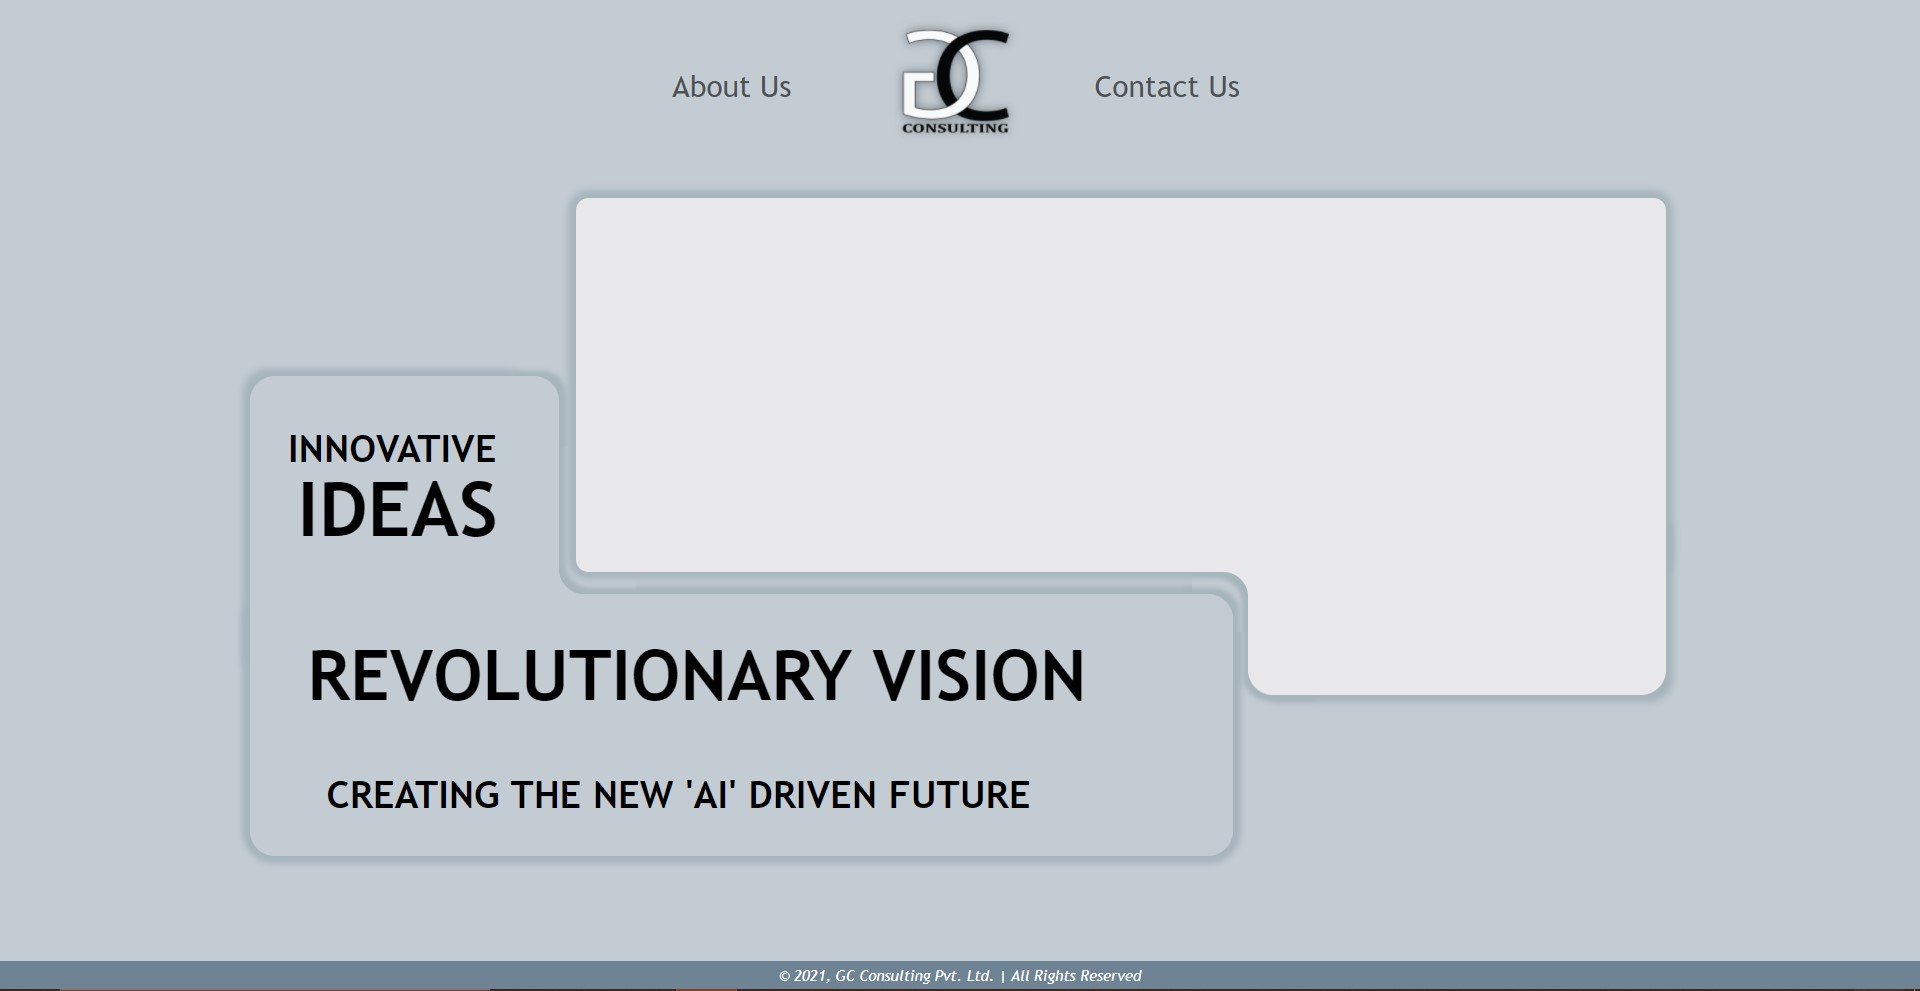 About Us
GC
CONSULTING
Contact Us
INNOVATIVE
IDEAS
REVOLUTIONARY VISION
CREATING THE NEW 'AI' DRIVEN FUTURE
© 2021, GC Consulting Pvt. Ltd. | All Rights Reserved